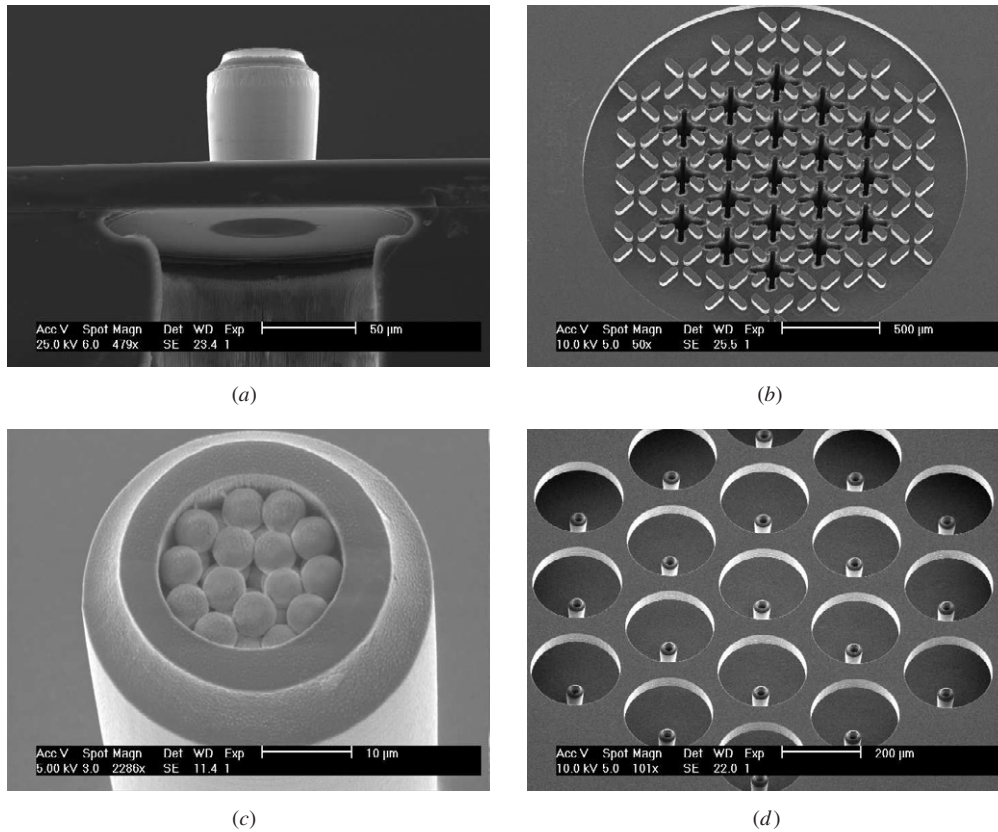 Acc.V Spot Magn Det WD Exp 50 µm
25.0 kV 6.0 479x SE 23.4 1
Acc.V Spot Magn Det WD Exp 500 µm
10.0 kV 5.0 50x SE 25.5 1
(a)
(b)
Acc.V Spot Magn Det WD Exp 10 µm
5.00 kV 3.0 2286x SE 11.4 1
Acc.V Spot Magn Det WD Exp 200 µm
10.0 kV 5.0 101x SE 22.0 1
(c)
(d)